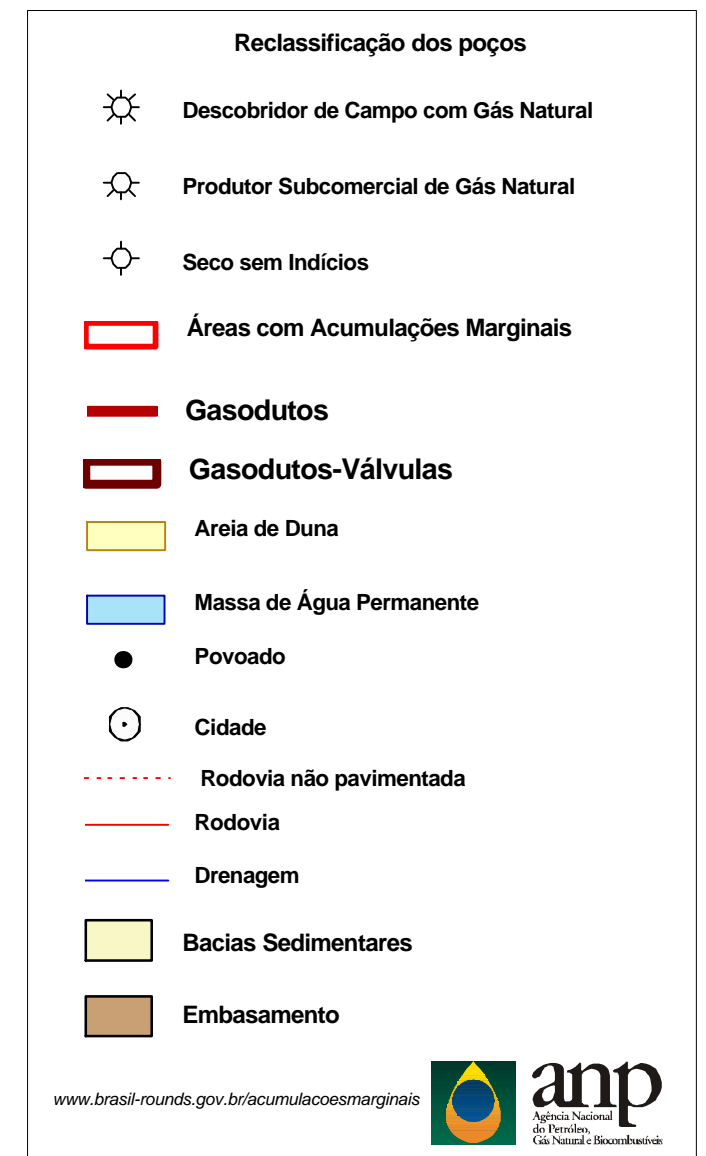 Reclassificação dos poços
Descobridor de Campo com Gás Natural
Produtor Subcomercial de Gás Natural
Seco sem Indícios
Áreas com Acumulações Marginais
Gasodutos
Gasodutos-Válvulas
Areia de Duna
Massa de Água Permanente
Povoado
Cidade
Rodovia não pavimentada
Rodovia
Drenagem
Bacias Sedimentares
Embasamento
www.brasil-rounds.gov.br/acumulacoesmarginais
anp
Agência Nacional
do Petróleo,
Gás Natural e Biocombustíveis